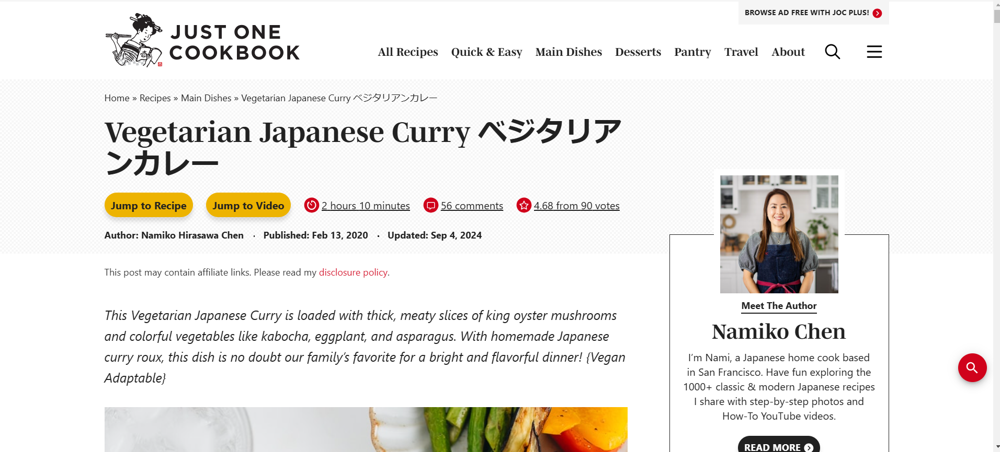 BROWSE AD FREE WITH JOC PLUS!
JUST ONE
COOKBOOK
All Recipes Quick & Easy Main Dishes Desserts Pantry Travel About
Home » Recipes » Main Dishes » Vegetarian Japanese Curry ベジタリアンカレー
Vegetarian Japanese Curry ベジタリア
ンカレー
Jump to Recipe Jump to Video 2 hours 10 minutes 56 comments 4.68 from 90 votes
Author: Namiko Hirasawa Chen · Published: Feb 13, 2020 · Updated: Sep 4, 2024
This post may contain affiliate links. Please read my disclosure policy.
This Vegetarian Japanese Curry is loaded with thick, meaty slices of king oyster mushrooms
and colorful vegetables like kabocha, eggplant, and asparagus. With homemade Japanese
curry roux, this dish is no doubt our family’s favorite for a bright and flavorful dinner! {Vegan
Adaptable}
Meet The Author
Namiko Chen
I’m Nami, a Japanese home cook based
in San Francisco. Have fun exploring the
1000+ classic & modern Japanese recipes
I share with step-by-step photos and
How-To YouTube videos.
READ MORE